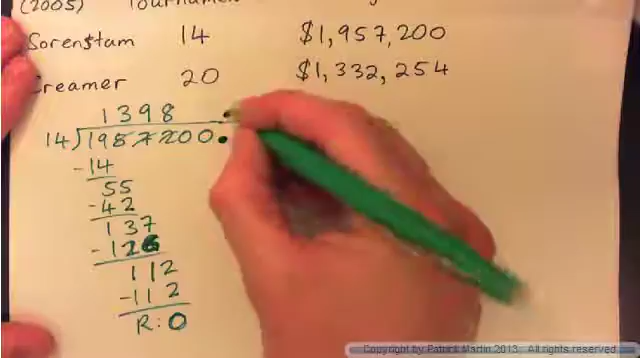 (2005) Tournamen
Sorenstam 14 $1,957,200
Creamer 20 $1,332,254
1398
14)1957200.
-14
55
-42
137
-126
112
-112
R:0
Copyright by Patrick Martin 2013. All rights reserved.